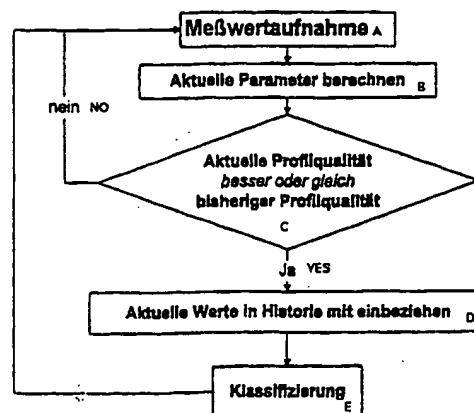 Meßwertaufnahme A
Aktuelle Parameter berechnen B
nein NO
Aktuelle Profilqualität
besser oder gleich
bisheriger Profilqualität
C
Ja YES
Aktuelle Werte in Historie mit einbeziehen D
Klassifizierung E